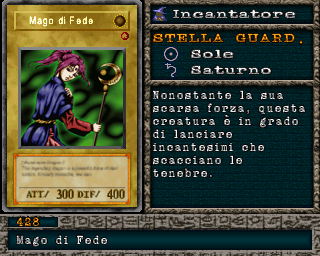 Mago di Fede
ATT/ 300 DIF/ 400
Incantatore
STELLA GUARD.
Sole
Saturno
Nonostante la sua
scarsa forza, questa
creatura è in grado
di lanciare
incantesimi che
scacciano le
tenebre.
428
Mago di Fede